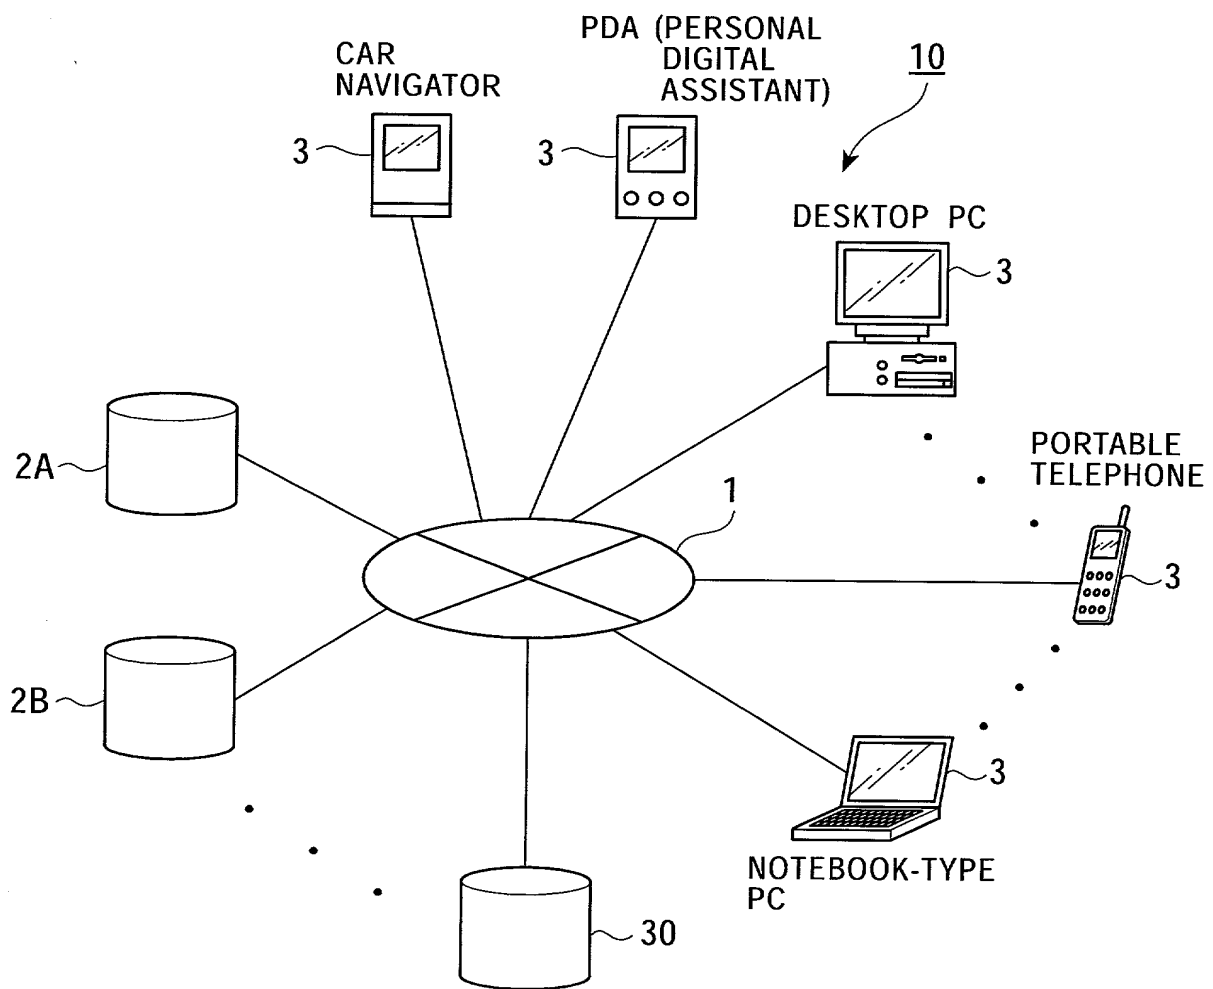 PDA (PERSONAL
DIGITAL
ASSISTANT)
CAR
NAVIGATOR
10
3
3
DESKTOP PC
3
PORTABLE
TELEPHONE
2A
1
3
2B
3
NOTEBOOK-TYPE
PC
30